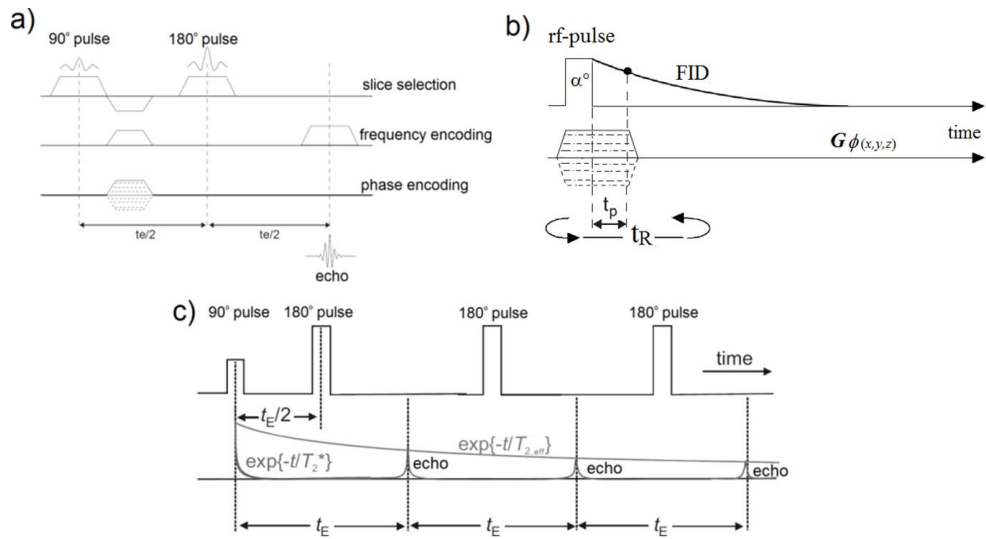 a)
90° pulse 180° pulse
slice selection
frequency encoding
phase encoding
te/2 te/2
echo
b)
rf-pulse
α° FID
time
Gϕ(x,y,z)
tp
tR
c)
90° pulse 180° pulse 180° pulse 180° pulse
time
tE/2
exp{-t/T2,eff}
exp{-t/T2*} echo echo echo
tE tE tE